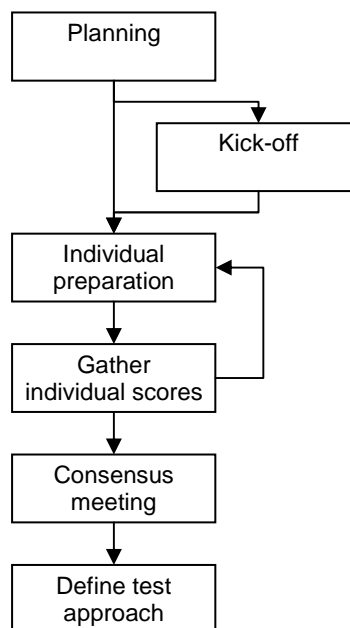 Planning
Kick-off
Individual
preparation
Gather
individual scores
Consensus
meeting
Define test
approach